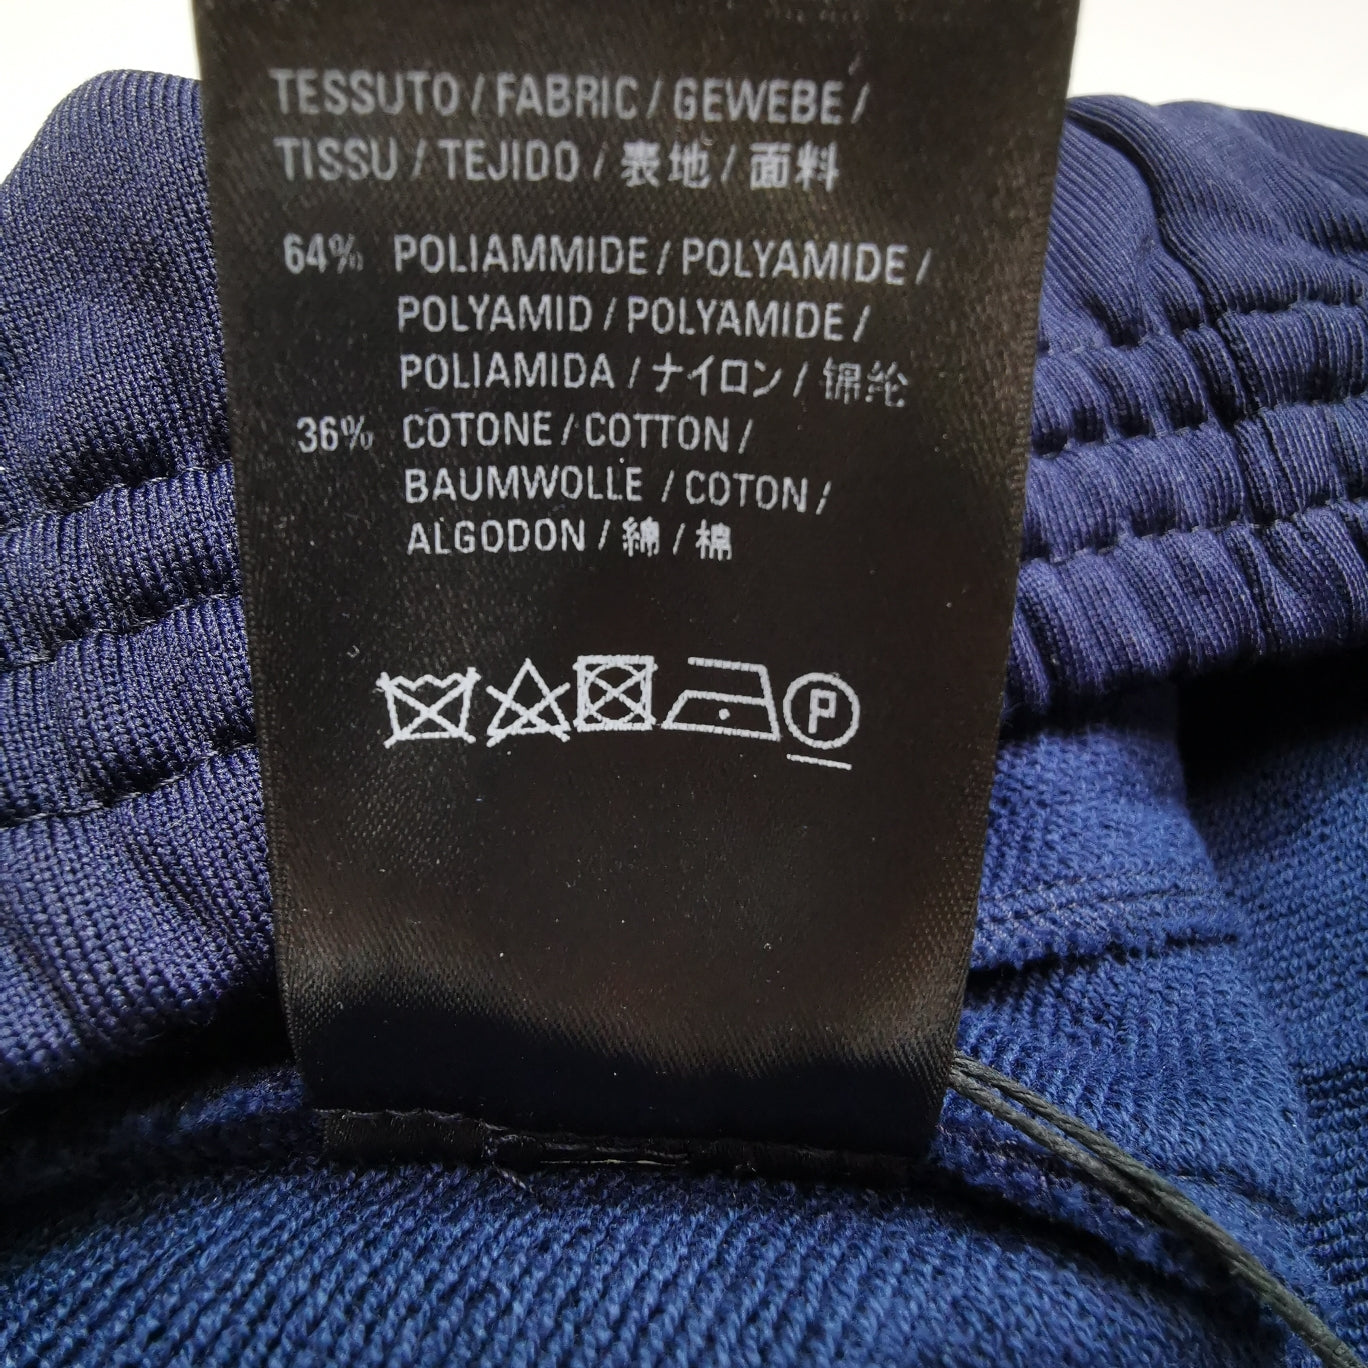 TESSUTO / FABRIC / GEWEBE /
TISSU / TEJIDO / 表地 / 面料
64% POLIAMMIDE / POLYAMIDE /
POLYAMID / POLYAMIDE /
POLIAMIDA / ナイロン / 锦纶
36% COTONE / COTTON /
BAUMWOLLE / COTON /
ALGODON / 綿 / 棉
P